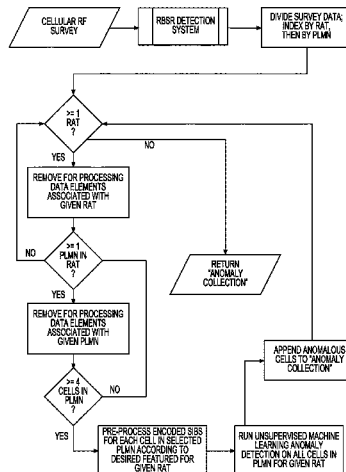 CELLULAR RF
SURVEY
RBSR DETECTION
SYSTEM
DIVIDE SURVEY DATA;
INDEX BY RAT,
THEN BY PLMN
>= 1
RAT
?
NO
YES
REMOVE FOR PROCESSING
DATA ELEMENTS
ASSOCIATED WITH
GIVEN RAT
>= 1
PLMN IN
RAT
?
NO
YES
RETURN
"ANOMALY
COLLECTION"
REMOVE FOR PROCESSING
DATA ELEMENTS
ASSOCIATED WITH
GIVEN PLMN
>= 4
CELLS IN
PLMN
?
NO
YES
APPEND ANOMALOUS
CELLS TO "ANOMALY
COLLECTION"
PRE-PROCESS ENCODED SIBS
FOR EACH CELL IN SELECTED
PLMN ACCORDING TO
DESIRED FEATURED FOR
GIVEN RAT
RUN UNSUPERVISED MACHINE
LEARNING ANOMALY
DETECTION ON ALL CELLS IN
PLMN FOR GIVEN RAT